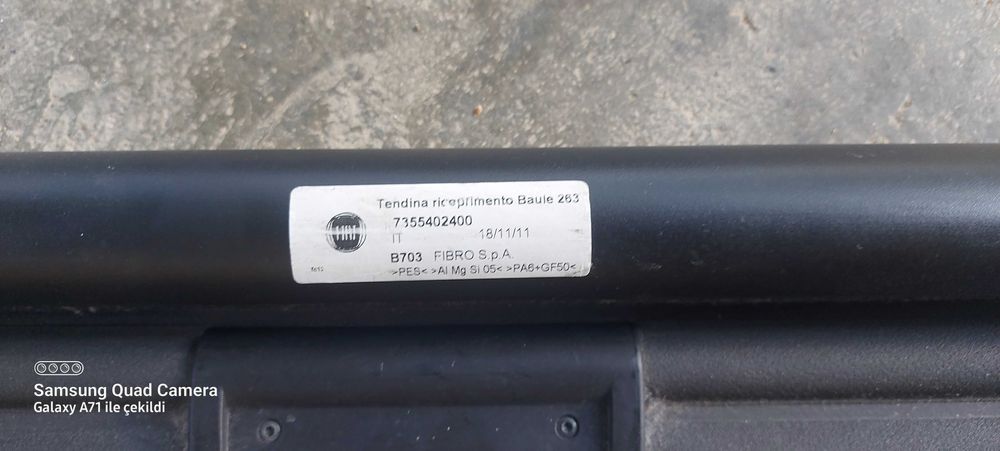 Tendina ricoprimento Baule 263
7355402400
FIAT
IT
18/11/11
B703 FIBRO S.p.A.
>PES< >Al Mg Si 05< >PA6+GF50<
Samsung Quad Camera
Galaxy A71 ile çekildi